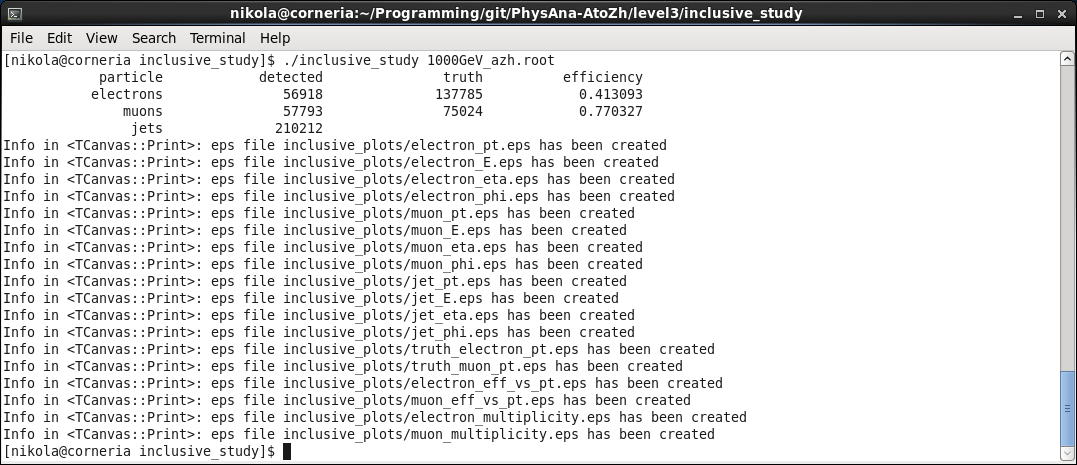 nikola@corneria:~/Programming/git/PhysAna-AtoZh/level3/inclusive_study
File Edit View Search Terminal Help
[nikola@corneria inclusive_study]$ ./inclusive_study 1000GeV_azh.root
particle detected truth efficiency
electrons 56918 137785 0.413093
muons 57793 75024 0.770327
jets 210212
Info in <TCanvas::Print>: eps file inclusive_plots/electron_pt.eps has been created
Info in <TCanvas::Print>: eps file inclusive_plots/electron_E.eps has been created
Info in <TCanvas::Print>: eps file inclusive_plots/electron_eta.eps has been created
Info in <TCanvas::Print>: eps file inclusive_plots/electron_phi.eps has been created
Info in <TCanvas::Print>: eps file inclusive_plots/muon_pt.eps has been created
Info in <TCanvas::Print>: eps file inclusive_plots/muon_E.eps has been created
Info in <TCanvas::Print>: eps file inclusive_plots/muon_eta.eps has been created
Info in <TCanvas::Print>: eps file inclusive_plots/muon_phi.eps has been created
Info in <TCanvas::Print>: eps file inclusive_plots/jet_pt.eps has been created
Info in <TCanvas::Print>: eps file inclusive_plots/jet_E.eps has been created
Info in <TCanvas::Print>: eps file inclusive_plots/jet_eta.eps has been created
Info in <TCanvas::Print>: eps file inclusive_plots/jet_phi.eps has been created
Info in <TCanvas::Print>: eps file inclusive_plots/truth_electron_pt.eps has been created
Info in <TCanvas::Print>: eps file inclusive_plots/truth_muon_pt.eps has been created
Info in <TCanvas::Print>: eps file inclusive_plots/electron_eff_vs_pt.eps has been created
Info in <TCanvas::Print>: eps file inclusive_plots/muon_eff_vs_pt.eps has been created
Info in <TCanvas::Print>: eps file inclusive_plots/electron_multiplicity.eps has been created
Info in <TCanvas::Print>: eps file inclusive_plots/muon_multiplicity.eps has been created
[nikola@corneria inclusive_study]$